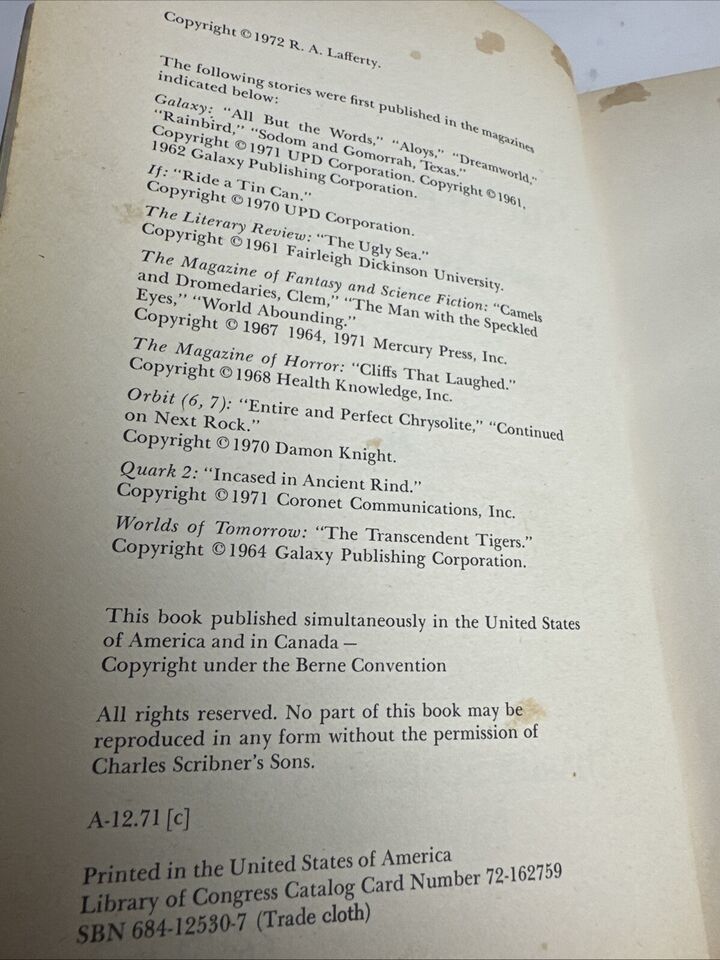 Copyright © 1972 R. A. Lafferty.
The following stories were first published in the magazines
indicated below:
Galaxy: "All But the Words," "Aloys," "Dreamworld,"
"Rainbird," "Sodom and Gomorrah, Texas."
Copyright © 1971 UPD Corporation. Copyright © 1961,
1962 Galaxy Publishing Corporation.
If: "Ride a Tin Can."
Copyright © 1970 UPD Corporation.
The Literary Review: "The Ugly Sea."
Copyright © 1961 Fairleigh Dickinson University.
The Magazine of Fantasy and Science Fiction: "Camels
and Dromedaries, Clem," "The Man with the Speckled
Eyes," "World Abounding."
Copyright © 1967 1964, 1971 Mercury Press, Inc.
The Magazine of Horror: "Cliffs That Laughed."
Copyright © 1968 Health Knowledge, Inc.
Orbit (6, 7): "Entire and Perfect Chrysolite," "Continued
on Next Rock."
Copyright © 1970 Damon Knight.
Quark 2: "Incased in Ancient Rind."
Copyright © 1971 Coronet Communications, Inc.
Worlds of Tomorrow: "The Transcendent Tigers."
Copyright © 1964 Galaxy Publishing Corporation.
This book published simultaneously in the United States
of America and in Canada —
Copyright under the Berne Convention
All rights reserved. No part of this book may be
reproduced in any form without the permission of
Charles Scribner's Sons.
A-12.71 [c]
Printed in the United States of America
Library of Congress Catalog Card Number 72-162759
SBN 684-12530-7 (Trade cloth)